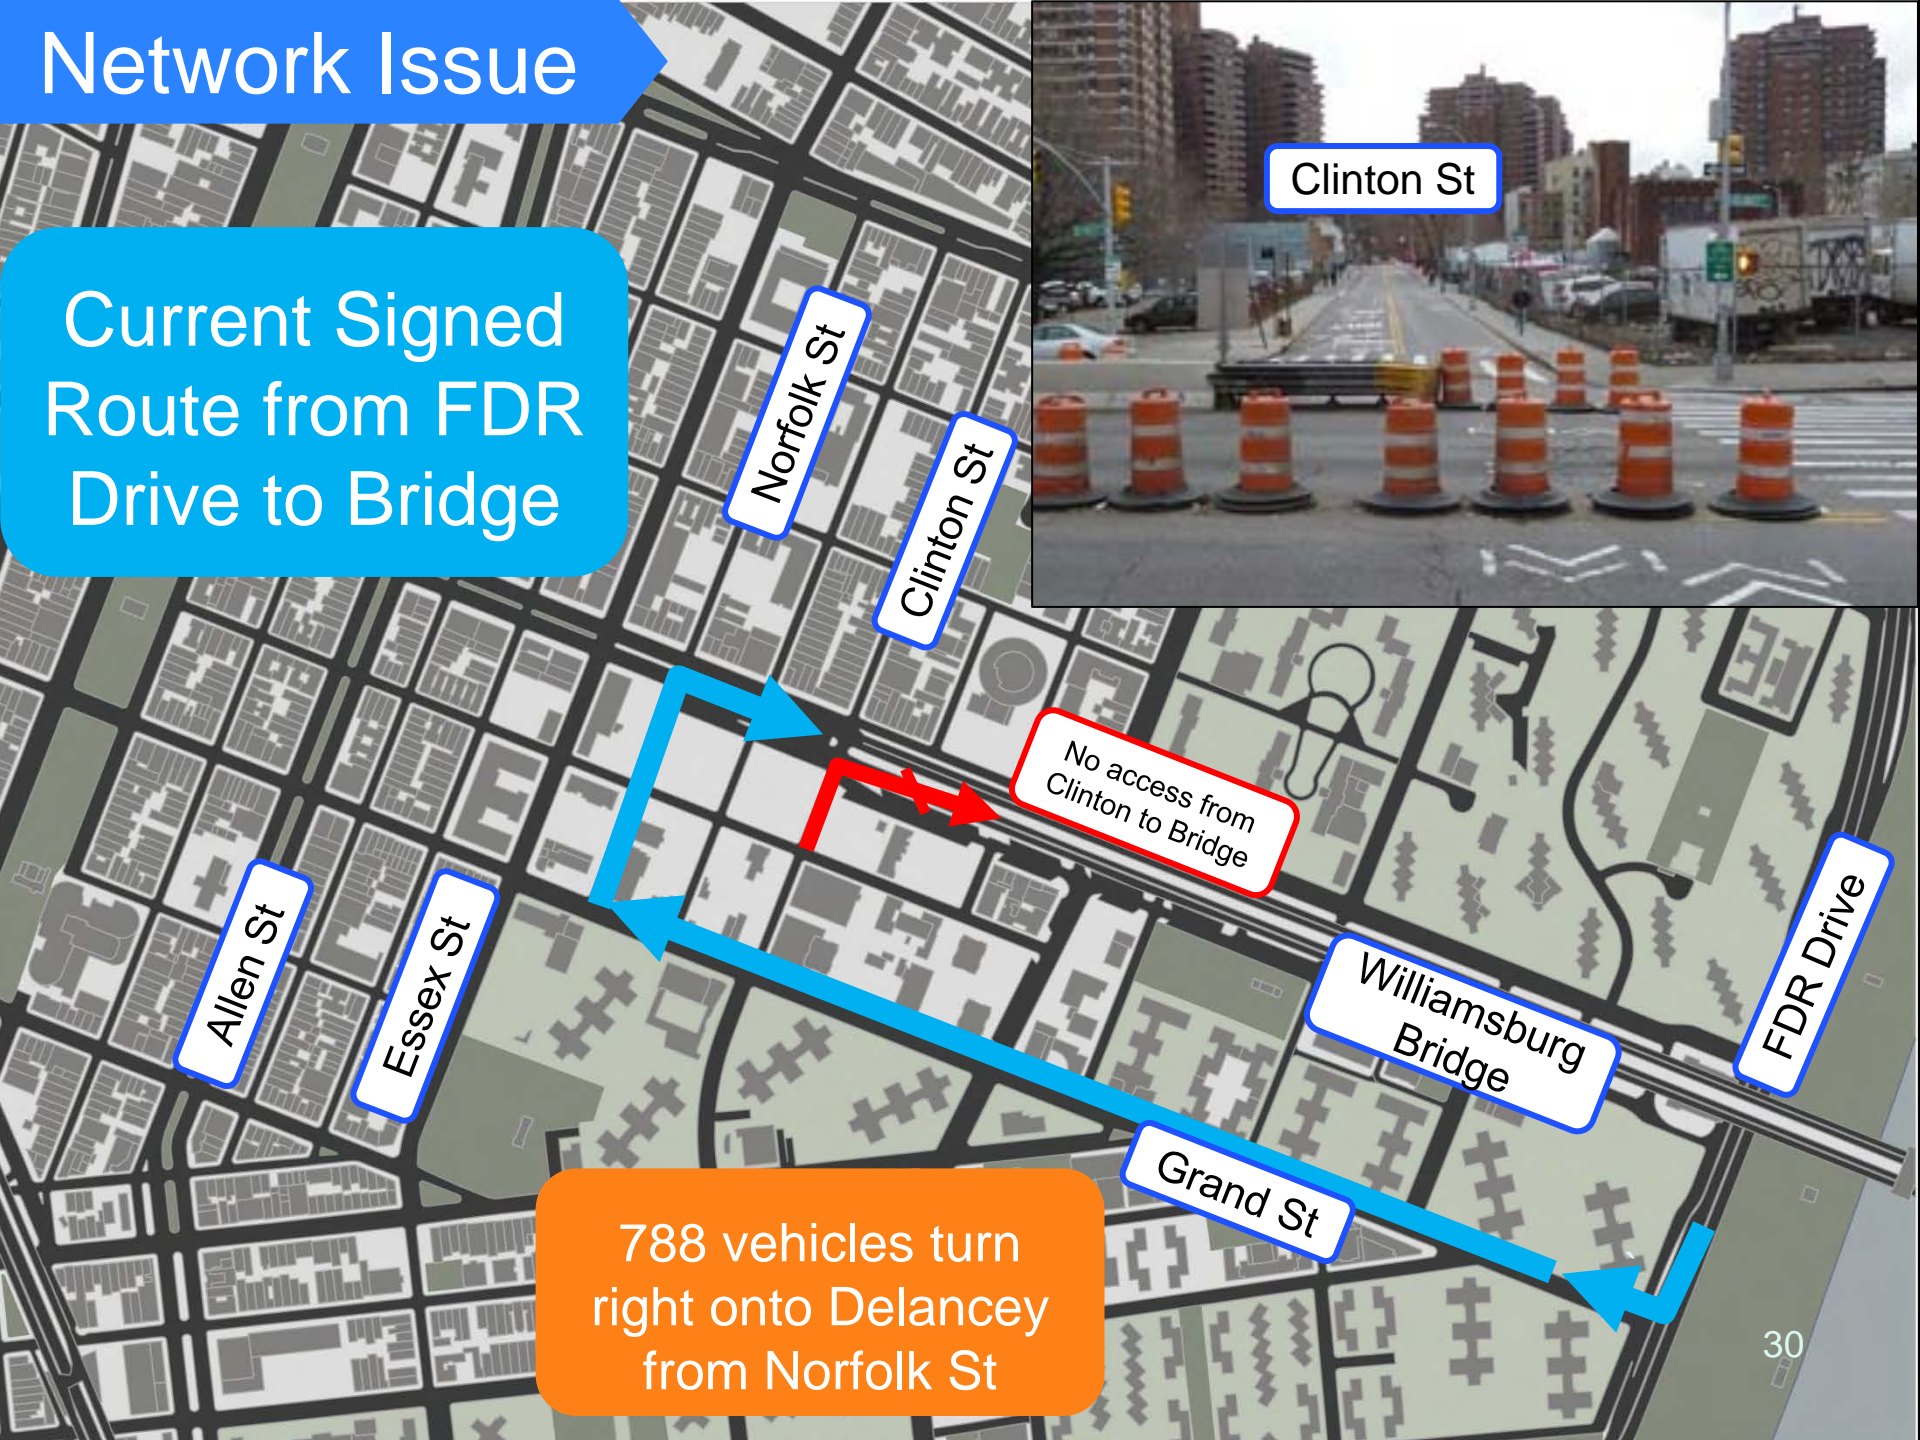 Network Issue
Clinton St
Current Signed
Route from FDR
Drive to Bridge
Norfolk St
Clinton St
No access from
Clinton to Bridge
Allen St
Essex St
Williamsburg
Bridge
FDR Drive
Grand St
788 vehicles turn
right onto Delancey
from Norfolk St
30